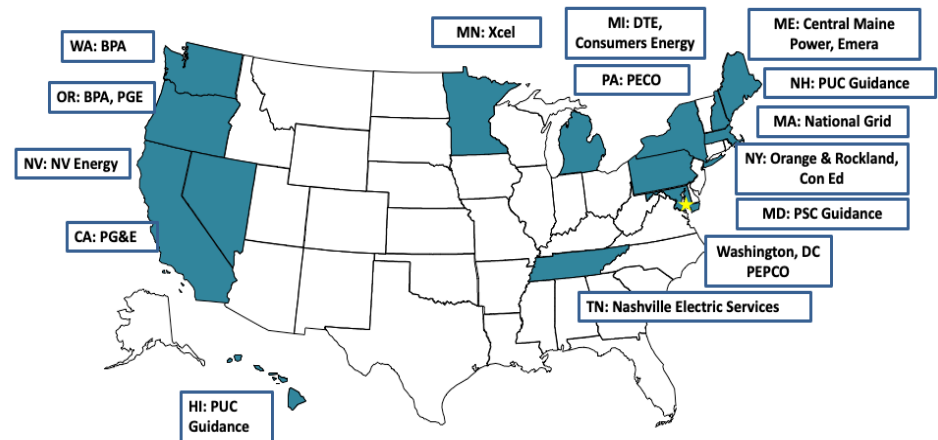 MN: Xcel
MI: DTE,
Consumers Energy
ME: Central Maine
Power, Emera
WA: BPA
PA: PECO
NH: PUC Guidance
OR: BPA, PGE
MA: National Grid
NV: NV Energy
NY: Orange & Rockland,
Con Ed
MD: PSC Guidance
CA: PG&E
Washington, DC
PEPCO
TN: Nashville Electric Services
HI: PUC
Guidance